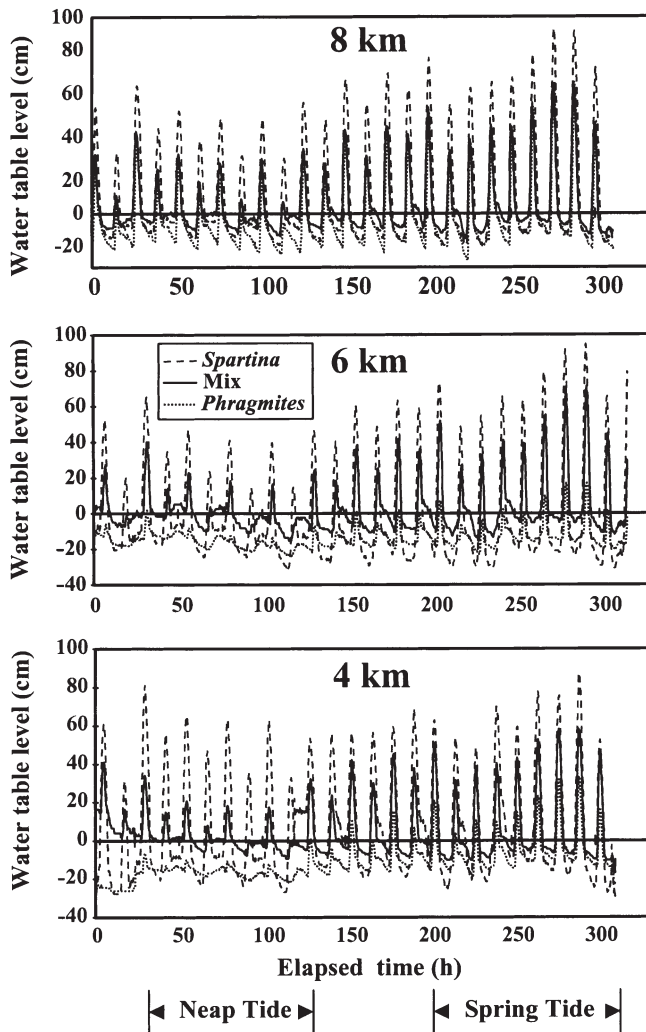 8 km
Water table level (cm)
100
80
60
40
20
0
-20
0 50 100 150 200 250 300
6 km
Water table level (cm)
Spartina
Mix
Phragmites
100
80
60
40
20
0
-20
-40
0 50 100 150 200 250 300
4 km
Water table level (cm)
100
80
60
40
20
0
-20
-40
0 50 100 150 200 250 300
Elapsed time (h)
Neap Tide
Spring Tide